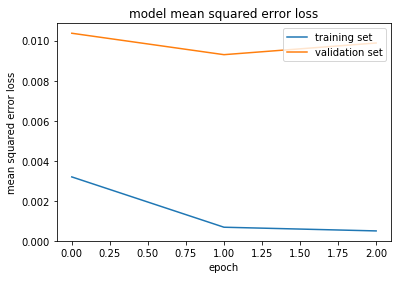 model mean squared error loss
training set
validation set
mean squared error loss
0.010
0.008
0.006
0.004
0.002
0.000
0.00 0.25 0.50 0.75 1.00 1.25 1.50 1.75 2.00
epoch